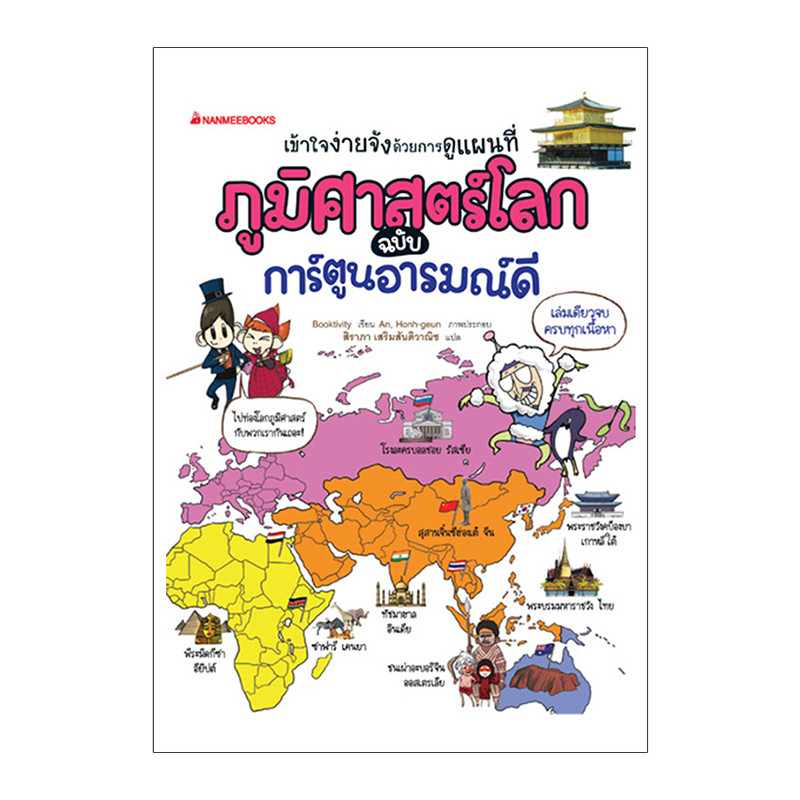 NANMEEBOOKS
เข้าใจง่ายจังด้วยการดูแผนที่
ภูมิศาสตร์โลก
ฉบับ
การ์ตูนอารมณ์ดี
Booktivity เรียน An, Honh-geun ภาพประกอบ
สิราภา เสริมสันติวาณิช แปล
เล่มเดียวจบ
ครบทุกเนื้อหา
ไปท่องโลกภูมิศาสตร์
กับพวกเรากันเถอะ!
โรงละครบอลชอย รัสเซีย
สุสานจิ๋นซีฮ่องเต้ จีน
พระราชวังคย็องบก
เกาหลีใต้
พระบรมมหาราชวัง ไทย
ทัชมาฮาล
อินเดีย
ซาฟารี เคนยา
พีระมิดกีซา
อียิปต์
ชนเผ่าอะบอริจิน
ออสเตรเลีย